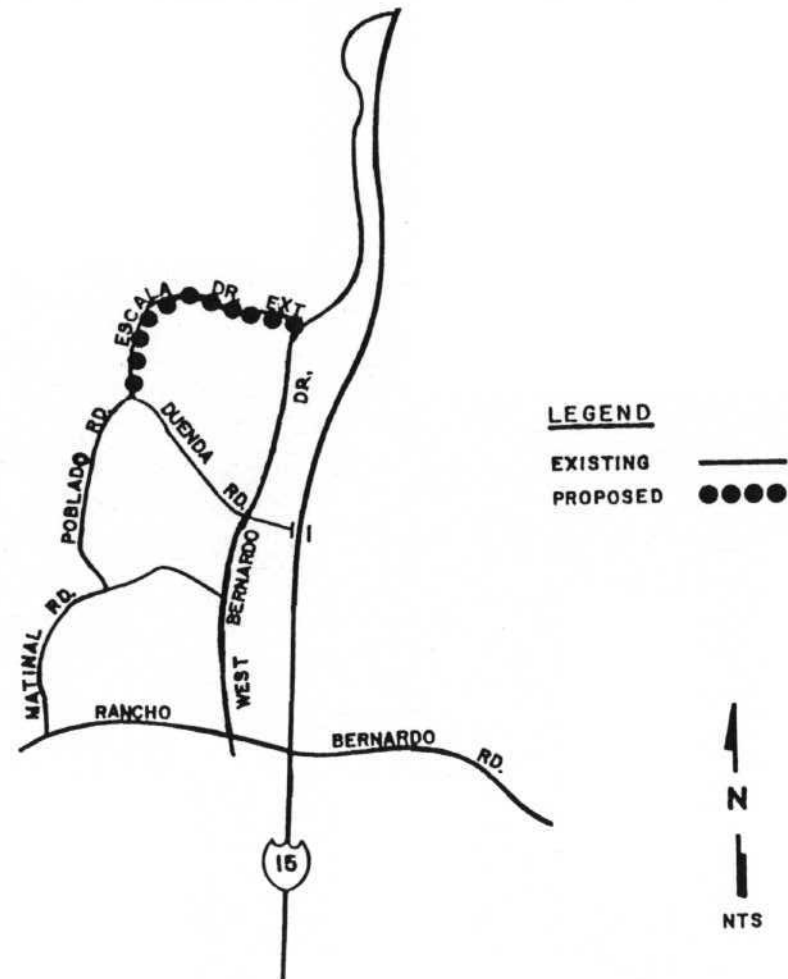 ESCALA DR. EXT
DR.
POBLADO RD.
DUENDA RD.
LEGEND
EXISTING
PROPOSED
WEST BERNARDO
MATINAL RD.
RANCHO BERNARDO RD.
15
N
NTS